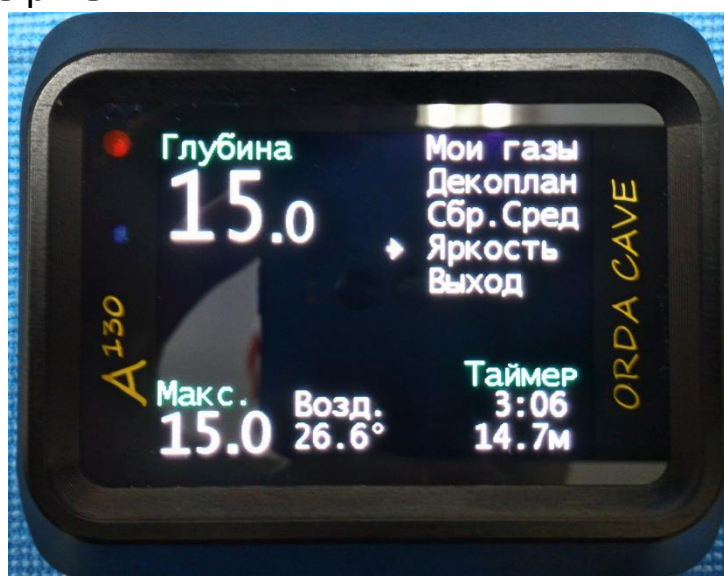 Глубина
15.0
Мои газы
Декоплан
Сбр.Сред
Яркость
Выход
Макс.
15.0
Возд.
26.6°
Таймер
3:06
14.7м
A130
ORDA CAVE